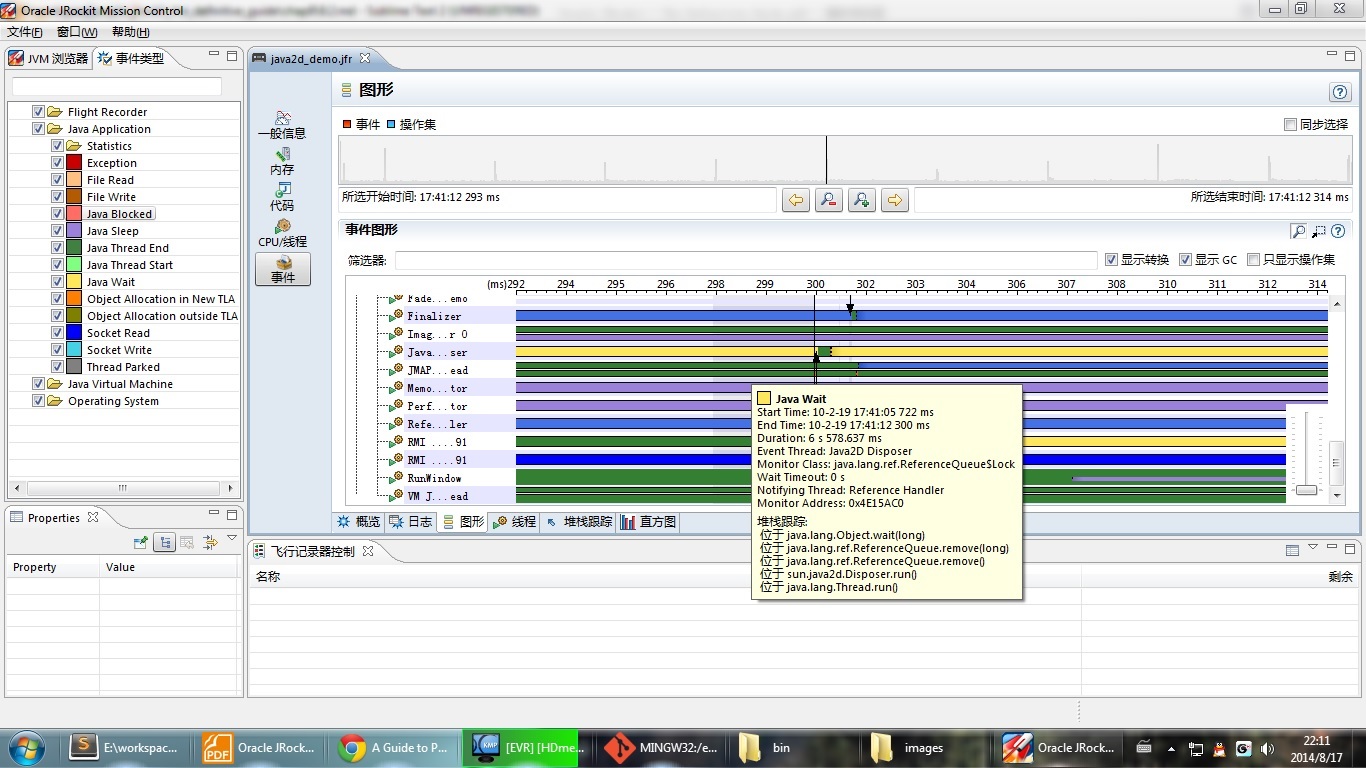 Oracle JRockit Mission Control
文件(F) 窗口(W) 帮助(H)
JVM 浏览器 事件类型
Flight Recorder
Java Application
Statistics
Exception
File Read
File Write
Java Blocked
Java Sleep
Java Thread End
Java Thread Start
Java Wait
Object Allocation in New TLA
Object Allocation outside TLA
Socket Read
Socket Write
Thread Parked
Java Virtual Machine
Operating System
Properties
Property Value
java2d_demo.jfr
一般信息
内存
代码
CPU/线程
事件
图形
事件 操作集 同步选择
所选开始时间: 17:41:12 293 ms 所选结束时间: 17:41:12 314 ms
事件图形
筛选器: 显示转换 显示 GC 只显示操作集
(ms)292 294 296 298 299 300 302 303 304 306 307 308 310 311 312 314
Fade...emo
Finalizer
Imag...r 0
Java...ser
JMAP...ead
Memo...tor
Perf...tor
Refe...ler
RMI ....91
RMI ....91
RunWindow
VM J...ead
Java Wait
Start Time: 10-2-19 17:41:05 722 ms
End Time: 10-2-19 17:41:12 300 ms
Duration: 6 s 578.637 ms
Event Thread: Java2D Disposer
Monitor Class: java.lang.ref.ReferenceQueue$Lock
Wait Timeout: 0 s
Notifying Thread: Reference Handler
Monitor Address: 0x4E15AC0
堆栈跟踪:
位于 java.lang.Object.wait(long)
位于 java.lang.ref.ReferenceQueue.remove(long)
位于 java.lang.ref.ReferenceQueue.remove()
位于 sun.java2d.Disposer.run()
位于 java.lang.Thread.run()
概览 日志 图形 线程 堆栈跟踪 直方图
飞行记录器控制
名称 剩余
E:\workspac... Oracle JRock... A Guide to P... [EVR] [HDme... MINGW32:/e... bin images Oracle JRock...
22:11
2014/8/17